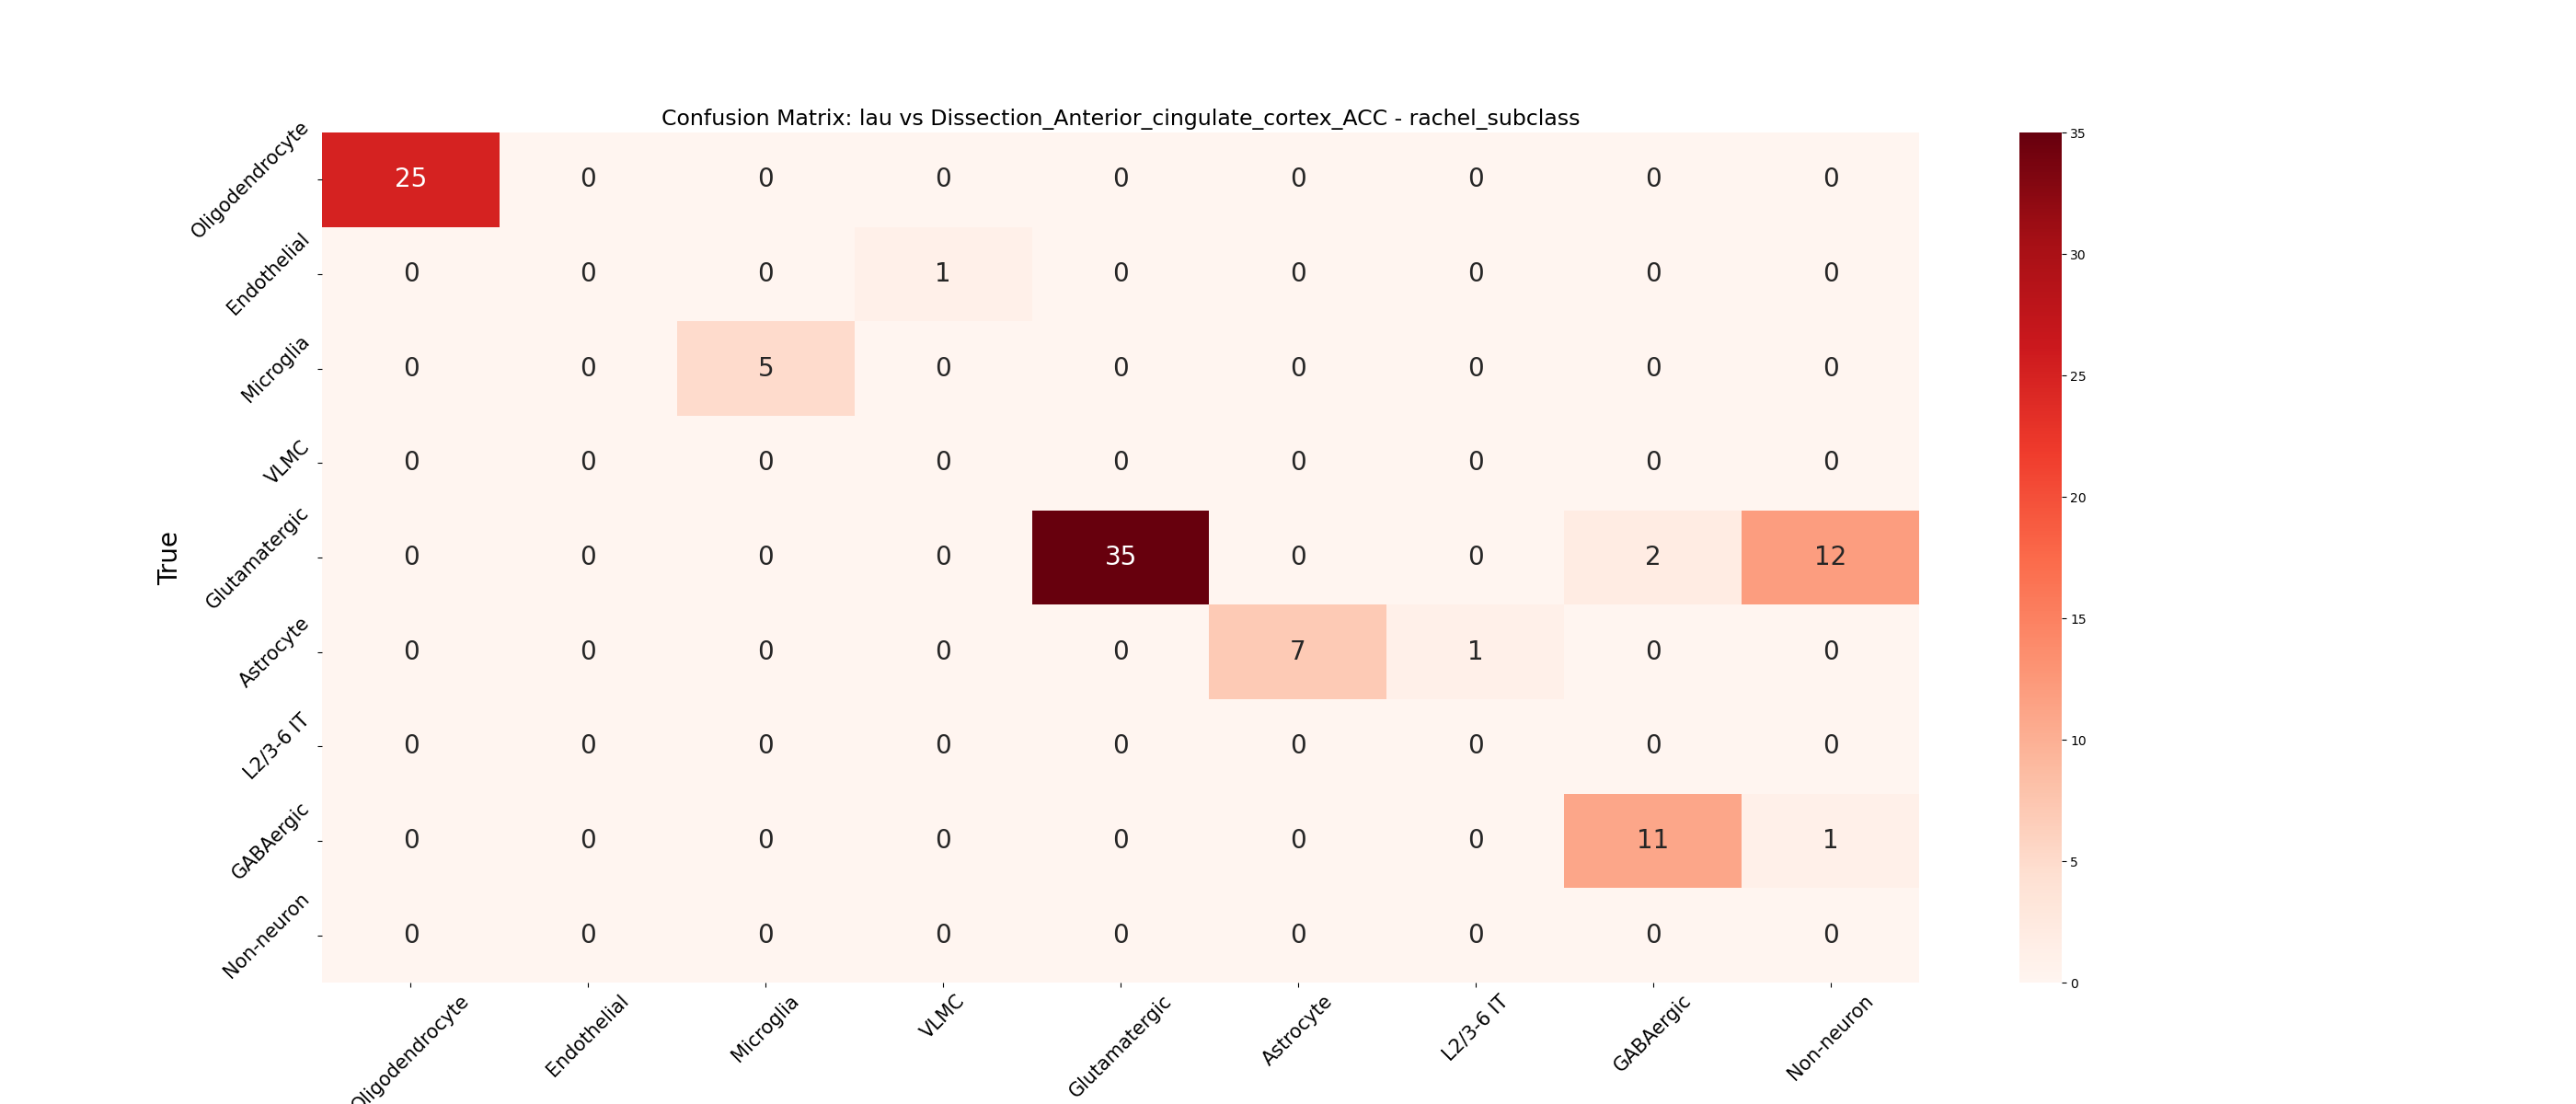 Confusion Matrix: lau vs Dissection_Anterior_cingulate_cortex_ACC - rachel_subclass
True
Oligodendrocyte 25 0 0 0 0 0 0 0 0
Endothelial 0 0 0 1 0 0 0 0 0
Microglia 0 0 5 0 0 0 0 0 0
VLMC 0 0 0 0 0 0 0 0 0
Glutamatergic 0 0 0 0 35 0 0 2 12
Astrocyte 0 0 0 0 0 7 1 0 0
L2/3-6 IT 0 0 0 0 0 0 0 0 0
GABAergic 0 0 0 0 0 0 0 11 1
Non-neuron 0 0 0 0 0 0 0 0 0
Oligodendrocyte Endothelial Microglia VLMC Glutamatergic Astrocyte L2/3-6 IT GABAergic Non-neuron
35
30
25
20
15
10
5
0